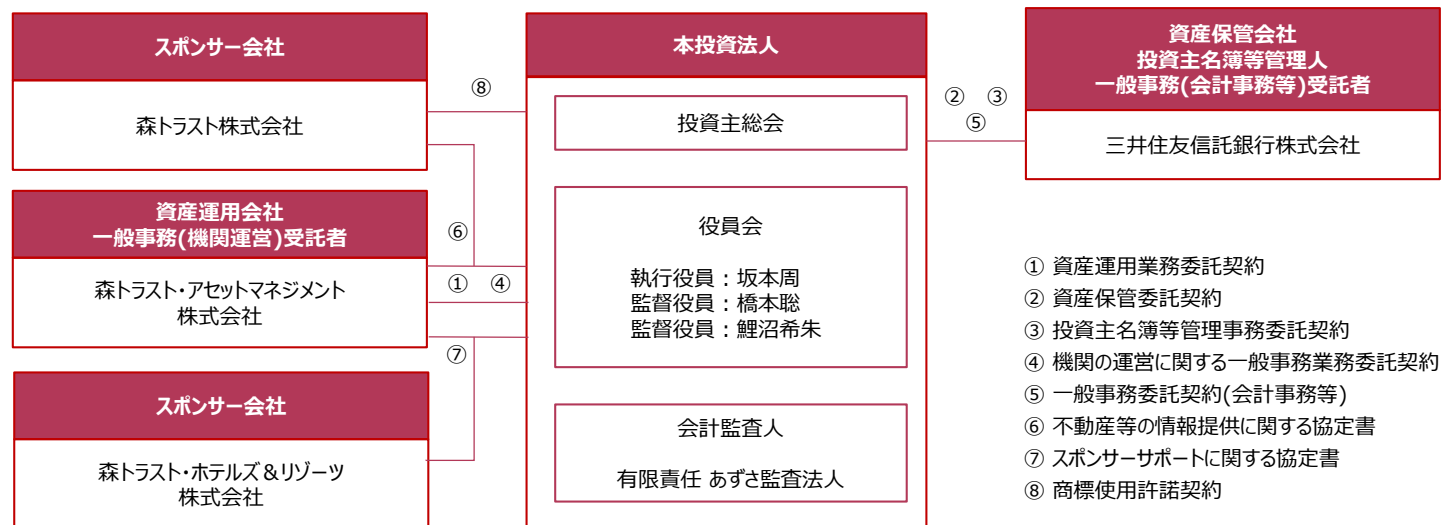 スポンサー会社
森トラスト株式会社
資産運用会社
一般事務(機関運営)受託者
森トラスト・アセットマネジメント
株式会社
スポンサー会社
森トラスト・ホテルズ&リゾーツ
株式会社
⑧
⑥
① ④
⑦
本投資法人
投資主総会
役員会
執行役員：坂本周
監督役員：橋本聡
監督役員：鯉沼希朱
会計監査人
有限責任 あずさ監査法人
② ③
⑤
資産保管会社
投資主名簿等管理人
一般事務(会計事務等)受託者
三井住友信託銀行株式会社
① 資産運用業務委託契約
② 資産保管委託契約
③ 投資主名簿等管理事務委託契約
④ 機関の運営に関する一般事務業務委託契約
⑤ 一般事務委託契約(会計事務等)
⑥ 不動産等の情報提供に関する協定書
⑦ スポンサーサポートに関する協定書
⑧ 商標使用許諾契約